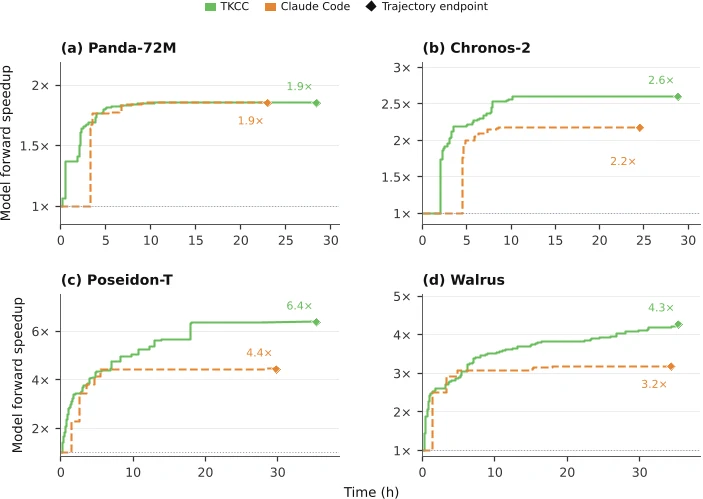 TKCC Claude Code Trajectory endpoint
(a) Panda-72M
Model forward speedup
2×
1.5×
1×
1.9×
1.9×
0 5 10 15 20 25 30
(b) Chronos-2
3×
2.5×
2×
1.5×
1×
2.6×
2.2×
0 5 10 15 20 25 30
(c) Poseidon-T
Model forward speedup
6×
4×
2×
6.4×
4.4×
0 10 20 30
(d) Walrus
5×
4×
3×
2×
1×
4.3×
3.2×
0 10 20 30
Time (h)